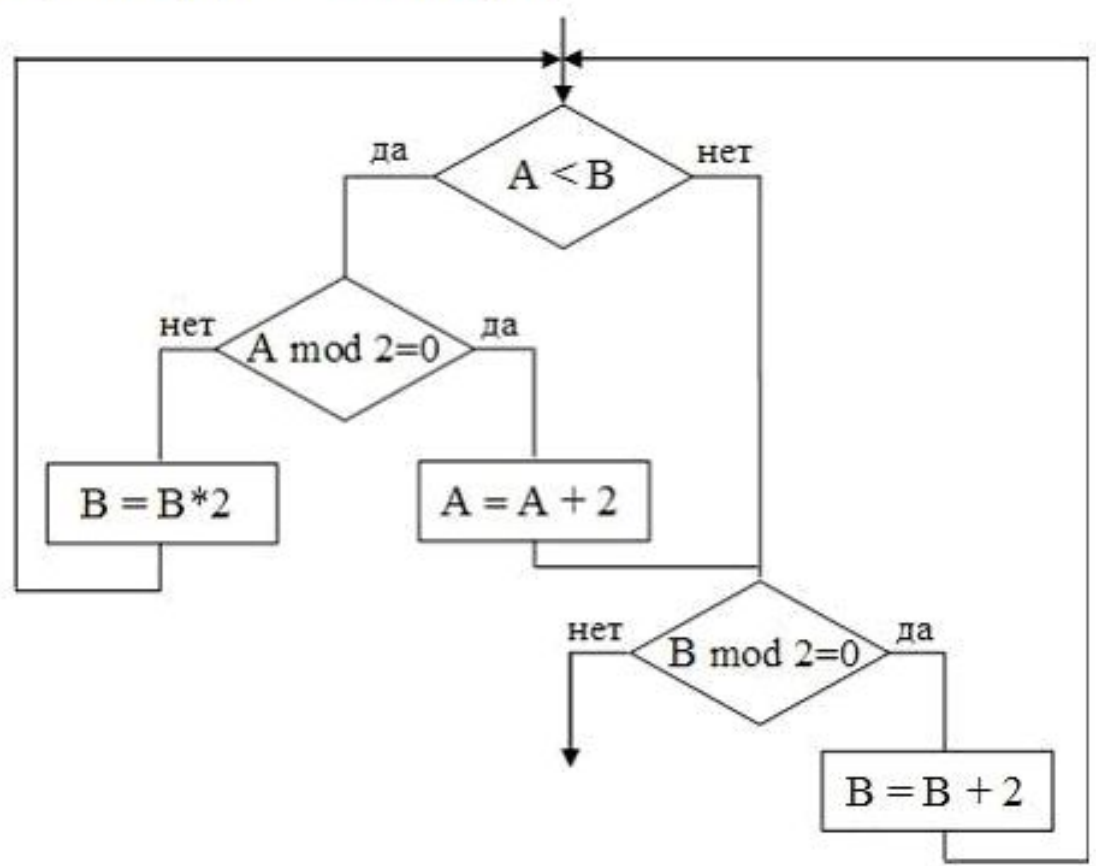 да
нет
A < B
нет
да
A mod 2=0
B = B*2
A = A + 2
нет
да
B mod 2=0
B = B + 2